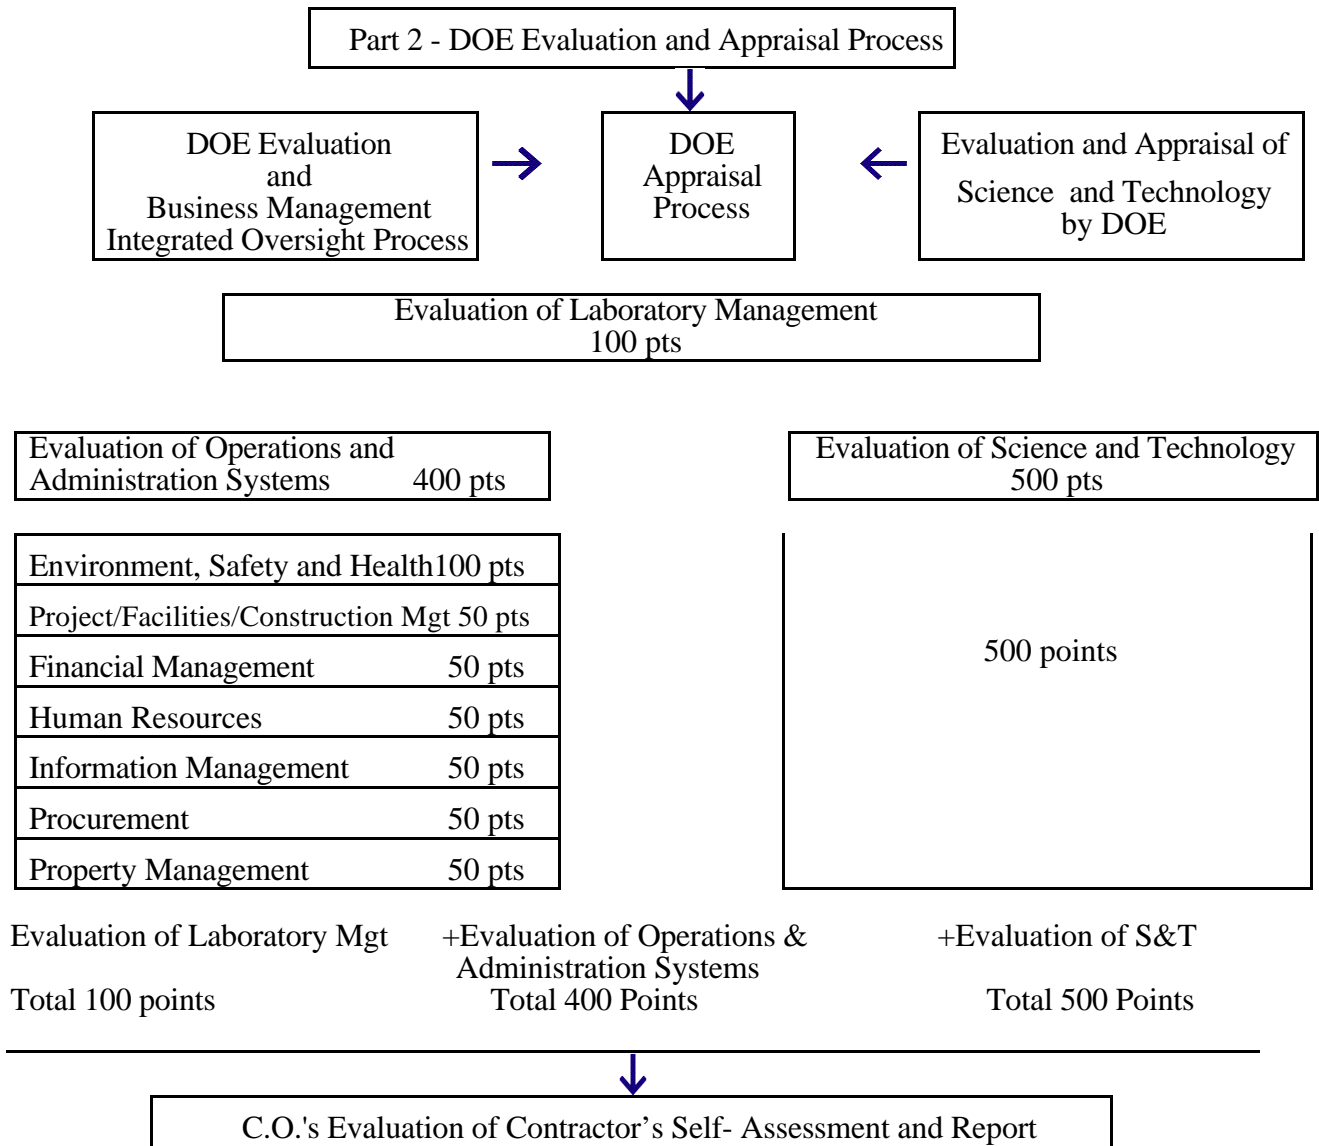 Part 2 - DOE Evaluation and Appraisal Process
DOE Evaluation
and
Business Management
Integrated Oversight Process
DOE
Appraisal
Process
Evaluation and Appraisal of
Science and Technology
by DOE
Evaluation of Laboratory Management
100 pts
Evaluation of Operations and
Administration Systems 400 pts
Evaluation of Science and Technology
500 pts
Environment, Safety and Health100 pts
Project/Facilities/Construction Mgt 50 pts
Financial Management 50 pts
Human Resources 50 pts
Information Management 50 pts
Procurement 50 pts
Property Management 50 pts
500 points
Evaluation of Laboratory Mgt
Total 100 points
+Evaluation of Operations &
Administration Systems
Total 400 Points
+Evaluation of S&T
Total 500 Points
C.O.'s Evaluation of Contractor’s Self- Assessment and Report